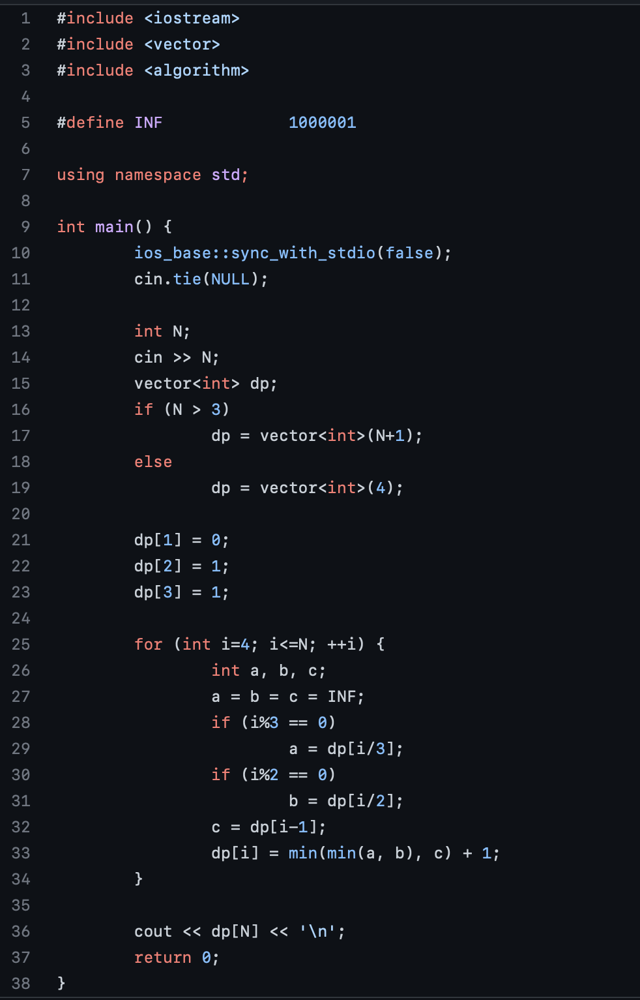 1 #include <iostream>
2 #include <vector>
3 #include <algorithm>
4
5 #define INF 1000001
6
7 using namespace std;
8
9 int main() {
10 ios_base::sync_with_stdio(false);
11 cin.tie(NULL);
12
13 int N;
14 cin >> N;
15 vector<int> dp;
16 if (N > 3)
17 dp = vector<int>(N+1);
18 else
19 dp = vector<int>(4);
20
21 dp[1] = 0;
22 dp[2] = 1;
23 dp[3] = 1;
24
25 for (int i=4; i<=N; ++i) {
26 int a, b, c;
27 a = b = c = INF;
28 if (i%3 == 0)
29 a = dp[i/3];
30 if (i%2 == 0)
31 b = dp[i/2];
32 c = dp[i-1];
33 dp[i] = min(min(a, b), c) + 1;
34 }
35
36 cout << dp[N] << '\n';
37 return 0;
38 }